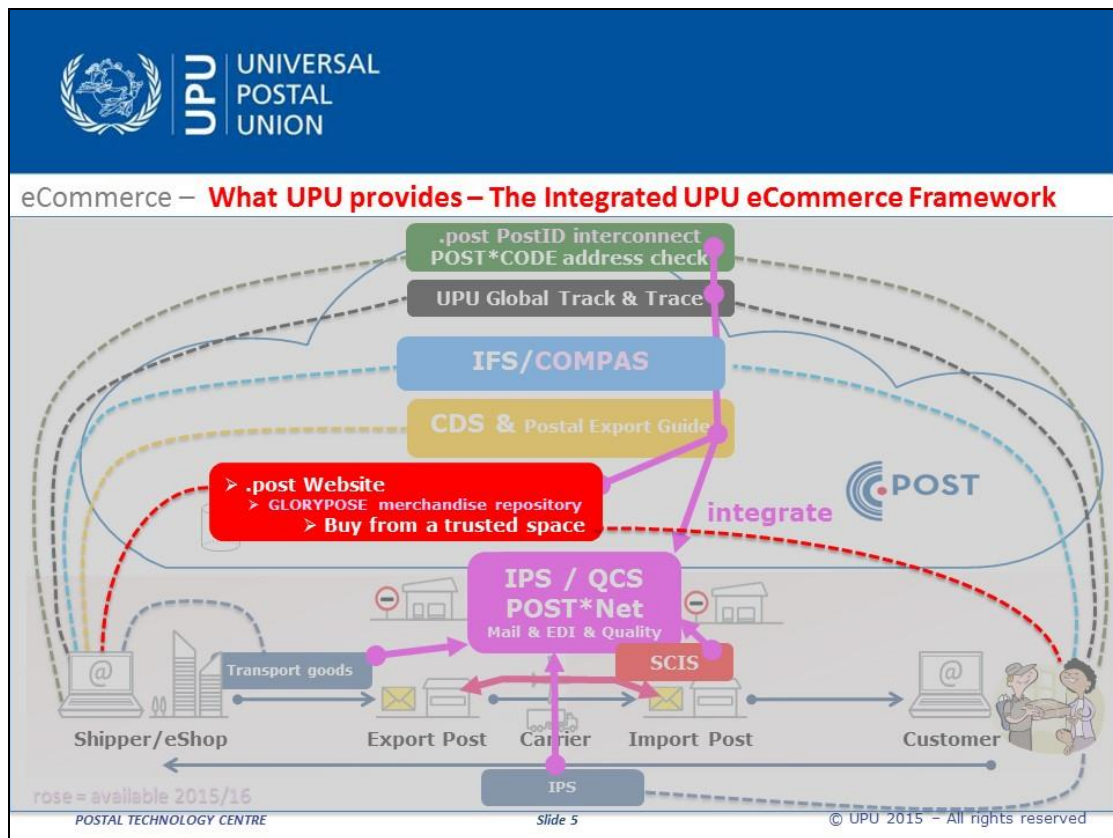 UPU
UNIVERSAL
POSTAL
UNION
eCommerce – What UPU provides – The Integrated UPU eCommerce Framework
.post PostID interconnect
POST*CODE address check
UPU Global Track & Trace
IFS/COMPAS
CDS & Postal Export Guide
➢ .post Website
➢ GLORYPOSE merchandise repository
➢ Buy from a trusted space
.POST
integrate
IPS / QCS
POST*Net
Mail & EDI & Quality
@
Transport goods
SCIS
@
Shipper/eShop
Export Post
Carrier
Import Post
Customer
IPS
rose = available 2015/16
POSTAL TECHNOLOGY CENTRE
Slide 5
© UPU 2015 – All rights reserved